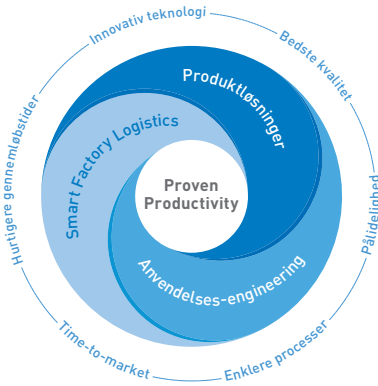 Innovativ teknologi
Bedste kvalitet
Pålidelighed
Enklere processer
Time-to-market
Hurtigere gennemløbstider
Produktløsninger
Smart Factory Logistics
Anvendelses-engineering
Proven
Productivity